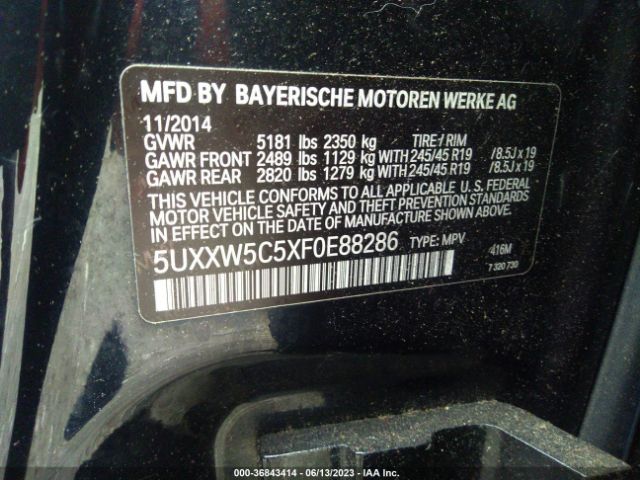 MFD BY BAYERISCHE MOTOREN WERKE AG
11/2014
GVWR 5181 lbs 2350 kg TIRE/RIM
GAWR FRONT 2489 lbs 1129 kg WITH 245/45 R19 /8.5J x 19
GAWR REAR 2820 lbs 1279 kg WITH 245/45 R19 /8.5J x 19
THIS VEHICLE CONFORMS TO ALL APPLICABLE U. S. FEDERAL
MOTOR VEHICLE SAFETY AND THEFT PREVENTION STANDARDS
IN EFFECT ON THE DATE OF MANUFACTURE SHOWN ABOVE.
5UXXW5C5XF0E88286 TYPE: MPV 416M
7 320 730
000-36843414 - 06/13/2023 - IAA Inc.